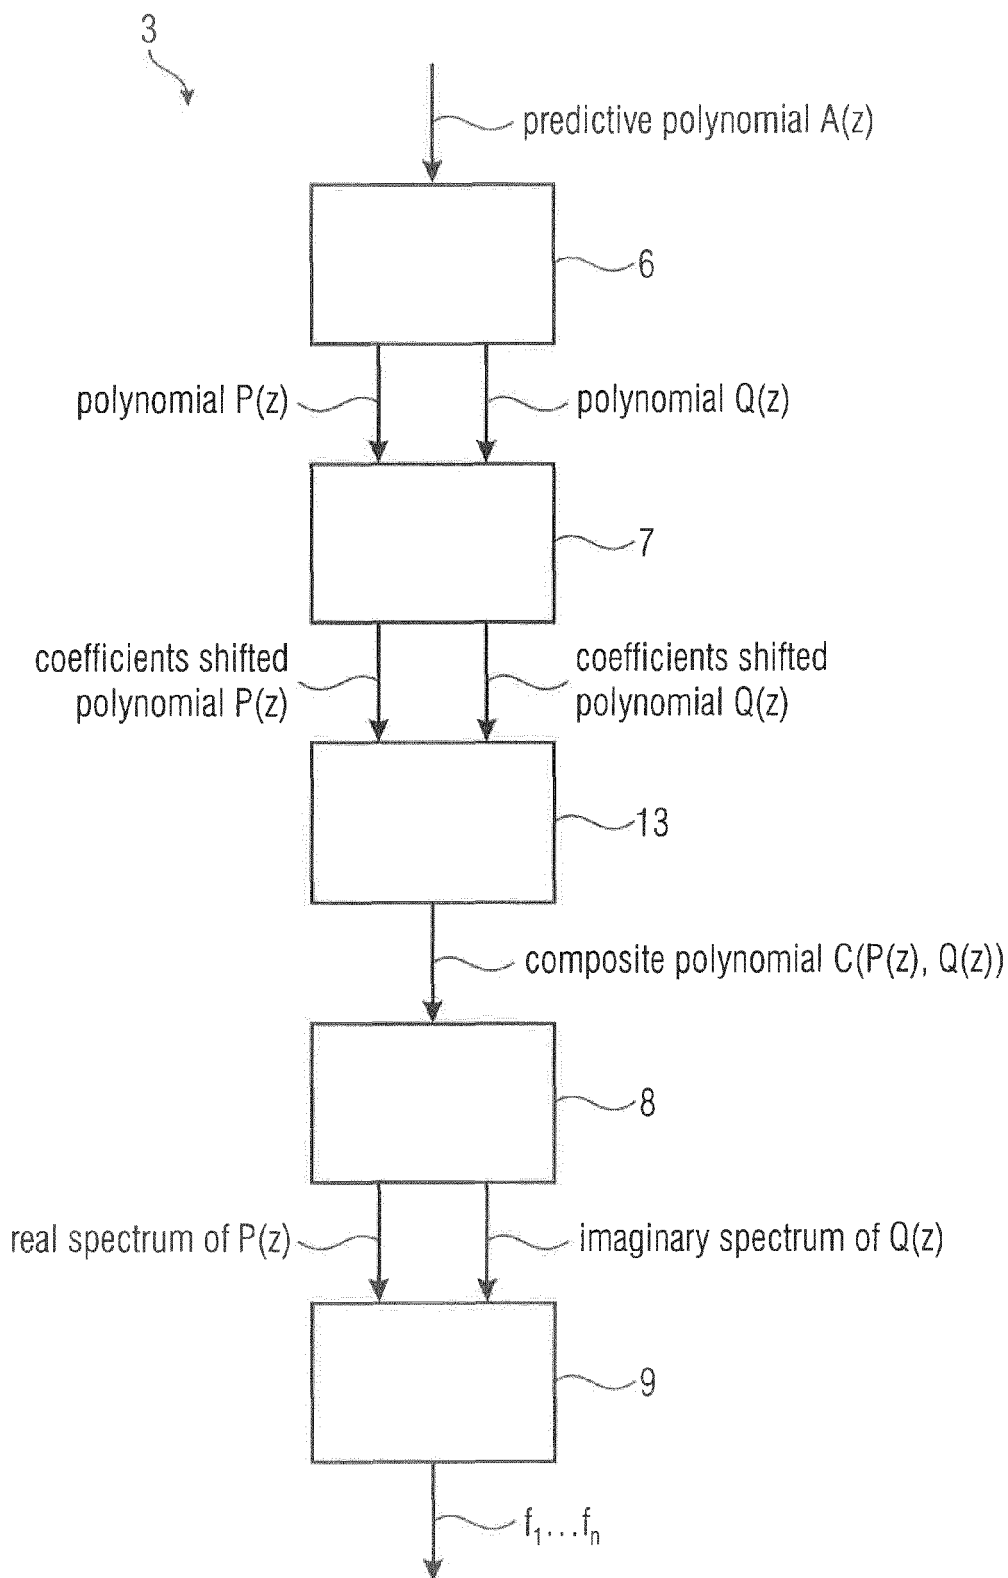 3
predictive polynomial A(z)
6
polynomial P(z)
polynomial Q(z)
7
coefficients shifted
polynomial P(z)
coefficients shifted
polynomial Q(z)
13
composite polynomial C(P(z), Q(z))
8
real spectrum of P(z)
imaginary spectrum of Q(z)
9
f₁...fₙ